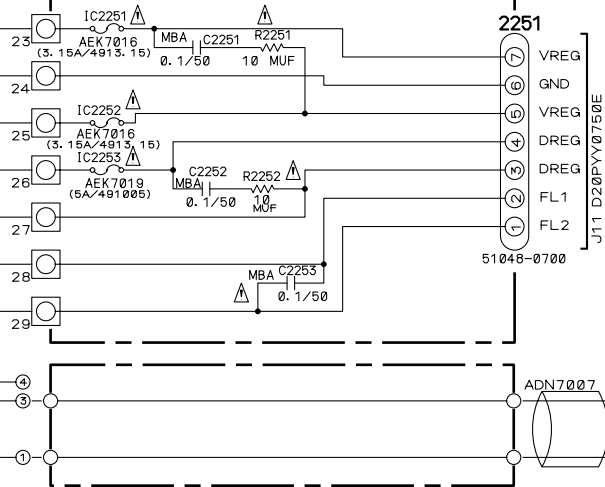 IC2251
2251
23
AEK7016
(3. 15A/4913. 15)
MBA
C2251
0. 1/50
R2251
10 MUF
7 VREG
24
6 GND
25
IC2252
AEK7016
(3. 15A/4913. 15)
5 VREG
26
IC2253
AEK7019
(5A/491005)
4 DREG
MBA
C2252
0. 1/50
R2252
10
MUF
3 DREG
27
2 FL1
1 FL2
J11 D20PYY0750E
51048-0700
28
MBA C2253
0. 1/50
29
4
3
1
ADN7007